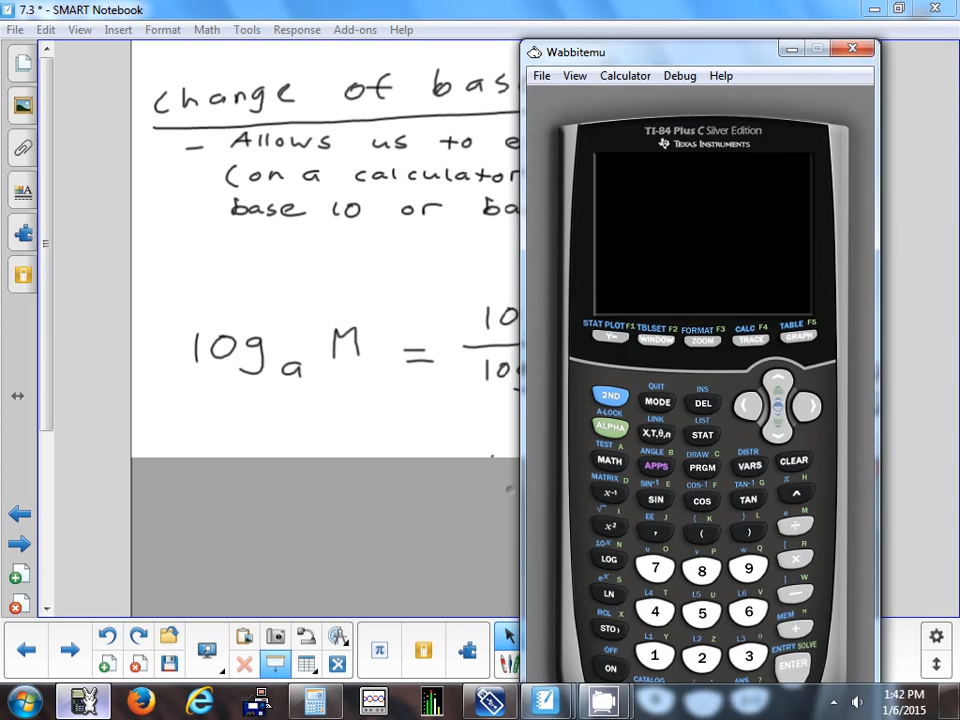 7.3 * - SMART Notebook
File Edit View Insert Format Math Tools Response Add-ons Help
Change of bas
- Allows us to e
(on a calculator
base 10 or ba
log a M = lo
lo
Wabbitemu
File View Calculator Debug Help
TI-84 Plus C Silver Edition
TEXAS INSTRUMENTS
STAT PLOT F1 TBLSET F2 FORMAT F3 CALC F4 TABLE F5
Y= WINDOW ZOOM TRACE GRAPH
QUIT INS
2ND MODE DEL
A-LOCK LINK LIST
ALPHA X,T,θ,n STAT
TEST A ANGLE B DRAW C DISTR
MATH APPS PRGM VARS CLEAR
MATRIX D SIN⁻¹ E COS⁻¹ F TAN⁻¹ G π H
x⁻¹ SIN COS TAN ^
√ I EE J { K } L e M
x² , ( ) ÷
10ˣ N u O v P w Q [ R
LOG 7 8 9 ×
eˣ S L4 T L5 U L6 V ] W
LN 4 5 6 −
RCL X L1 Y L2 Z L3 θ MEM "
STO› 1 2 3 +
OFF ENTRY SOLVE
ON ENTER
CATALOG i : ANS ?
1:42 PM
1/6/2015